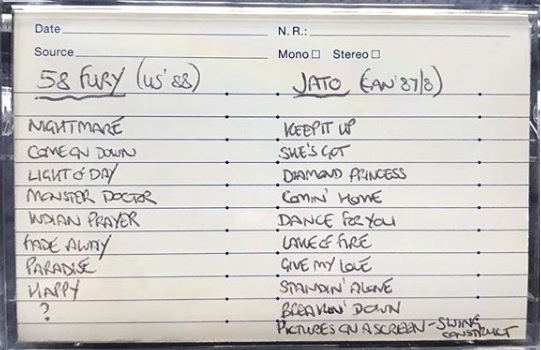 Date
N. R.:
Source
Mono Stereo
58 FURY (US '88)
NIGHTMARE
COME ON DOWN
LIGHT O' DAY
MONSTER DOCTOR
INDIAN PRAYER
FADE AWAY
PARADISE
HAPPY
?
JATO (CAN '87/8)
KEEP IT UP
SHE'S GOT
DIAMOND PRINCESS
COMIN' HOME
DANCE FOR YOU
LAKE OF FIRE
GIVE MY LOVE
STANDIN' ALONE
BREAKIN' DOWN
PICTURES ON A SCREEN - SWING
CONSTRUCT